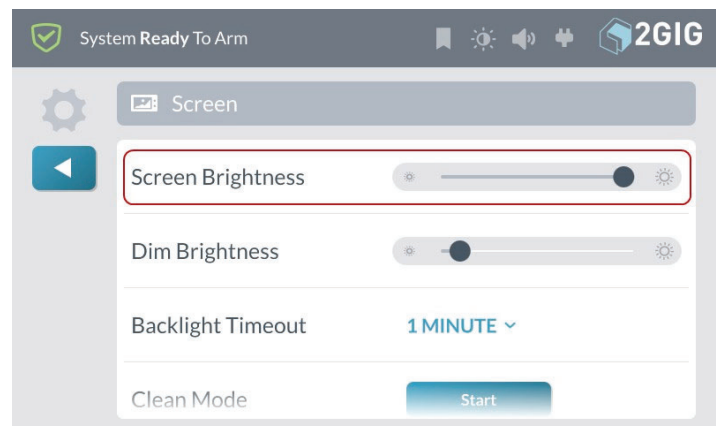 System Ready To Arm
2GIG
Screen
Screen Brightness
Dim Brightness
Backlight Timeout 1 MINUTE
Clean Mode Start